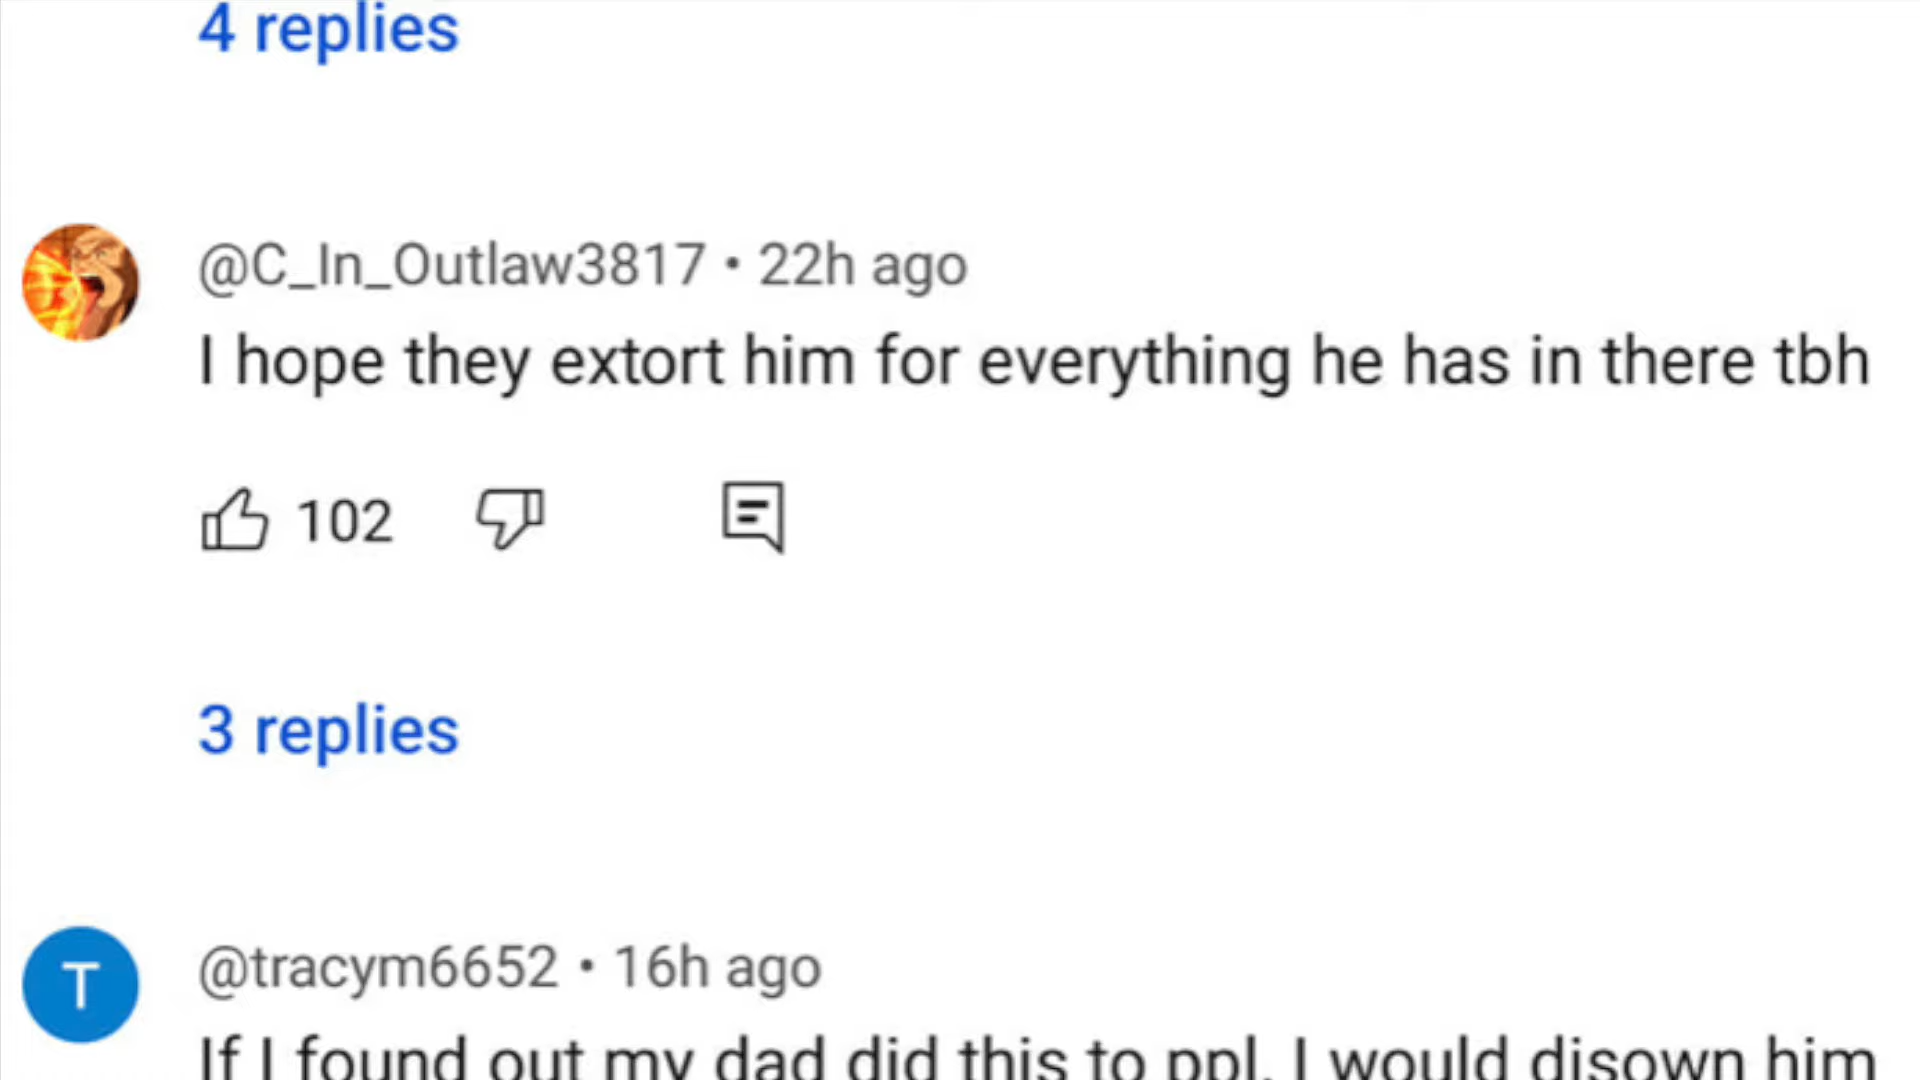 4 replies
@C_In_Outlaw3817 • 22h ago
I hope they extort him for everything he has in there tbh
102
3 replies
T
@tracym6652 • 16h ago
If I found out my dad did this to ppl, I would disown him